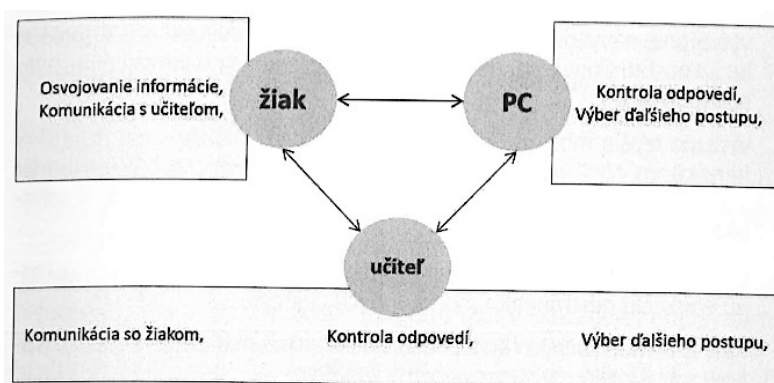 Osvojovanie informácie,
Komunikácia s učiteľom,
žiak
PC
Kontrola odpovedí,
Výber ďaľšieho postupu,
učiteľ
Komunikácia so žiakom,
Kontrola odpovedí,
Výber ďalšieho postupu,